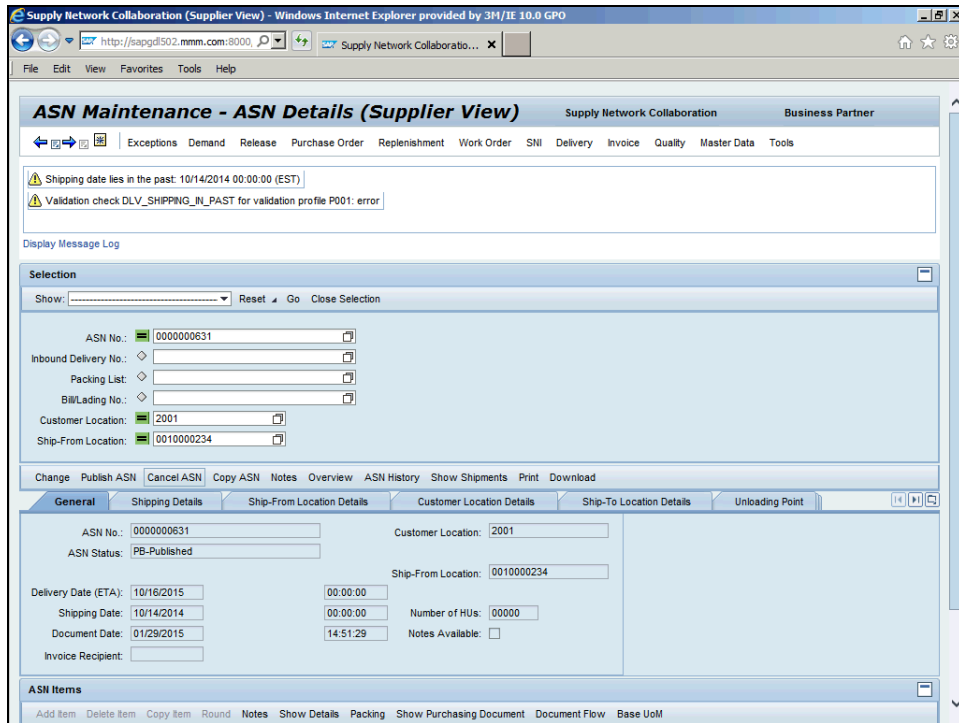 Supply Network Collaboration (Supplier View) - Windows Internet Explorer provided by 3M/IE 10.0 GPO
http://sapgdl502.mmm.com:8000, Supply Network Collaboratio... X
File Edit View Favorites Tools Help
ASN Maintenance - ASN Details (Supplier View) Supply Network Collaboration Business Partner
Exceptions Demand Release Purchase Order Replenishment Work Order SNI Delivery Invoice Quality Master Data Tools
Shipping date lies in the past: 10/14/2014 00:00:00 (EST)
Validation check DLV_SHIPPING_IN_PAST for validation profile P001: error
Display Message Log
Selection
Show: ---------------------------------------- Reset Go Close Selection
ASN No.: 0000000631
Inbound Delivery No.:
Packing List:
Bill/Lading No.:
Customer Location: 2001
Ship-From Location: 0010000234
Change Publish ASN Cancel ASN Copy ASN Notes Overview ASN History Show Shipments Print Download
General Shipping Details Ship-From Location Details Customer Location Details Ship-To Location Details Unloading Point
ASN No.: 0000000631 Customer Location: 2001
ASN Status: PB-Published
Ship-From Location: 0010000234
Delivery Date (ETA): 10/16/2015 00:00:00
Shipping Date: 10/14/2014 00:00:00 Number of HUs: 00000
Document Date: 01/29/2015 14:51:29 Notes Available:
Invoice Recipient:
ASN Items
Add Item Delete Item Copy Item Round Notes Show Details Packing Show Purchasing Document Document Flow Base UoM